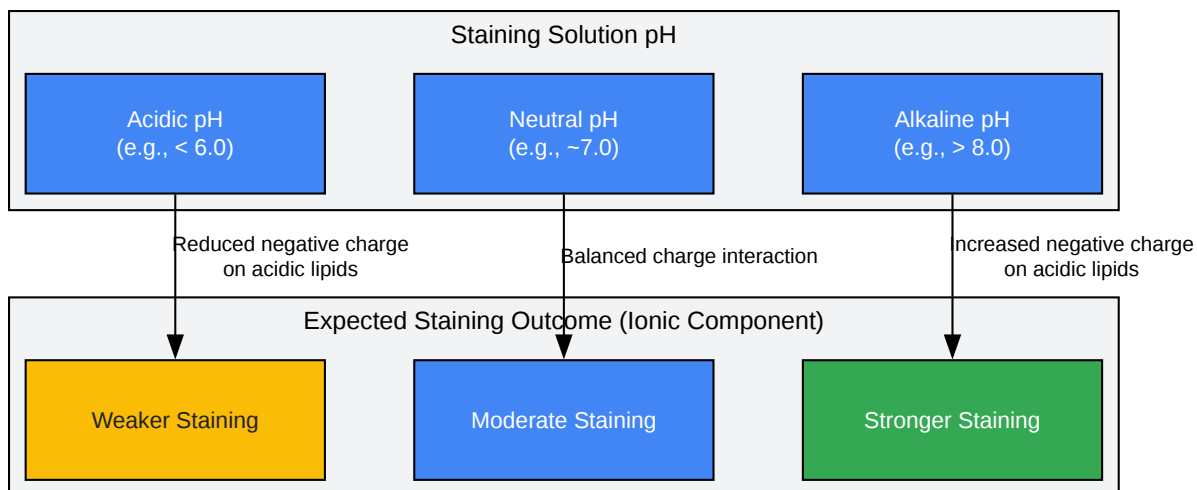 Staining Solution pH
Acidic pH
(e.g., < 6.0)
Neutral pH
(e.g., ~7.0)
Alkaline pH
(e.g., > 8.0)
Reduced negative charge
on acidic lipids
Balanced charge interaction
Increased negative charge
on acidic lipids
Expected Staining Outcome (Ionic Component)
Weaker Staining
Moderate Staining
Stronger Staining